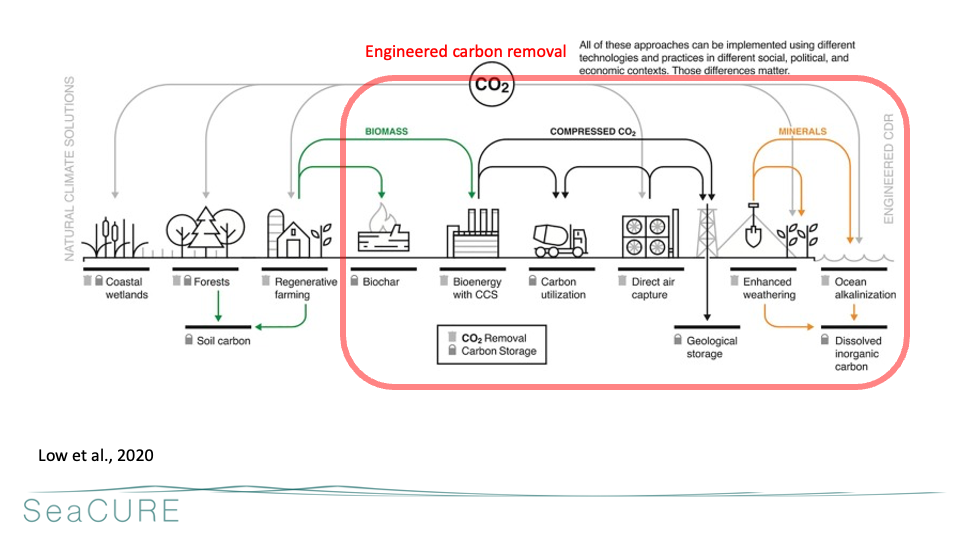 Engineered carbon removal
All of these approaches can be implemented using different
technologies and practices in different social, political, and
economic contexts. Those differences matter.
CO₂
NATURAL CLIMATE SOLUTIONS
ENGINEERED CDR
BIOMASS
COMPRESSED CO₂
MINERALS
Coastal
wetlands
Forests
Regenerative
farming
Biochar
Bioenergy
with CCS
Carbon
utilization
Direct air
capture
Enhanced
weathering
Ocean
alkalinization
Soil carbon
CO₂ Removal
Carbon Storage
Geological
storage
Dissolved
inorganic
carbon
Low et al., 2020
SeaCURE